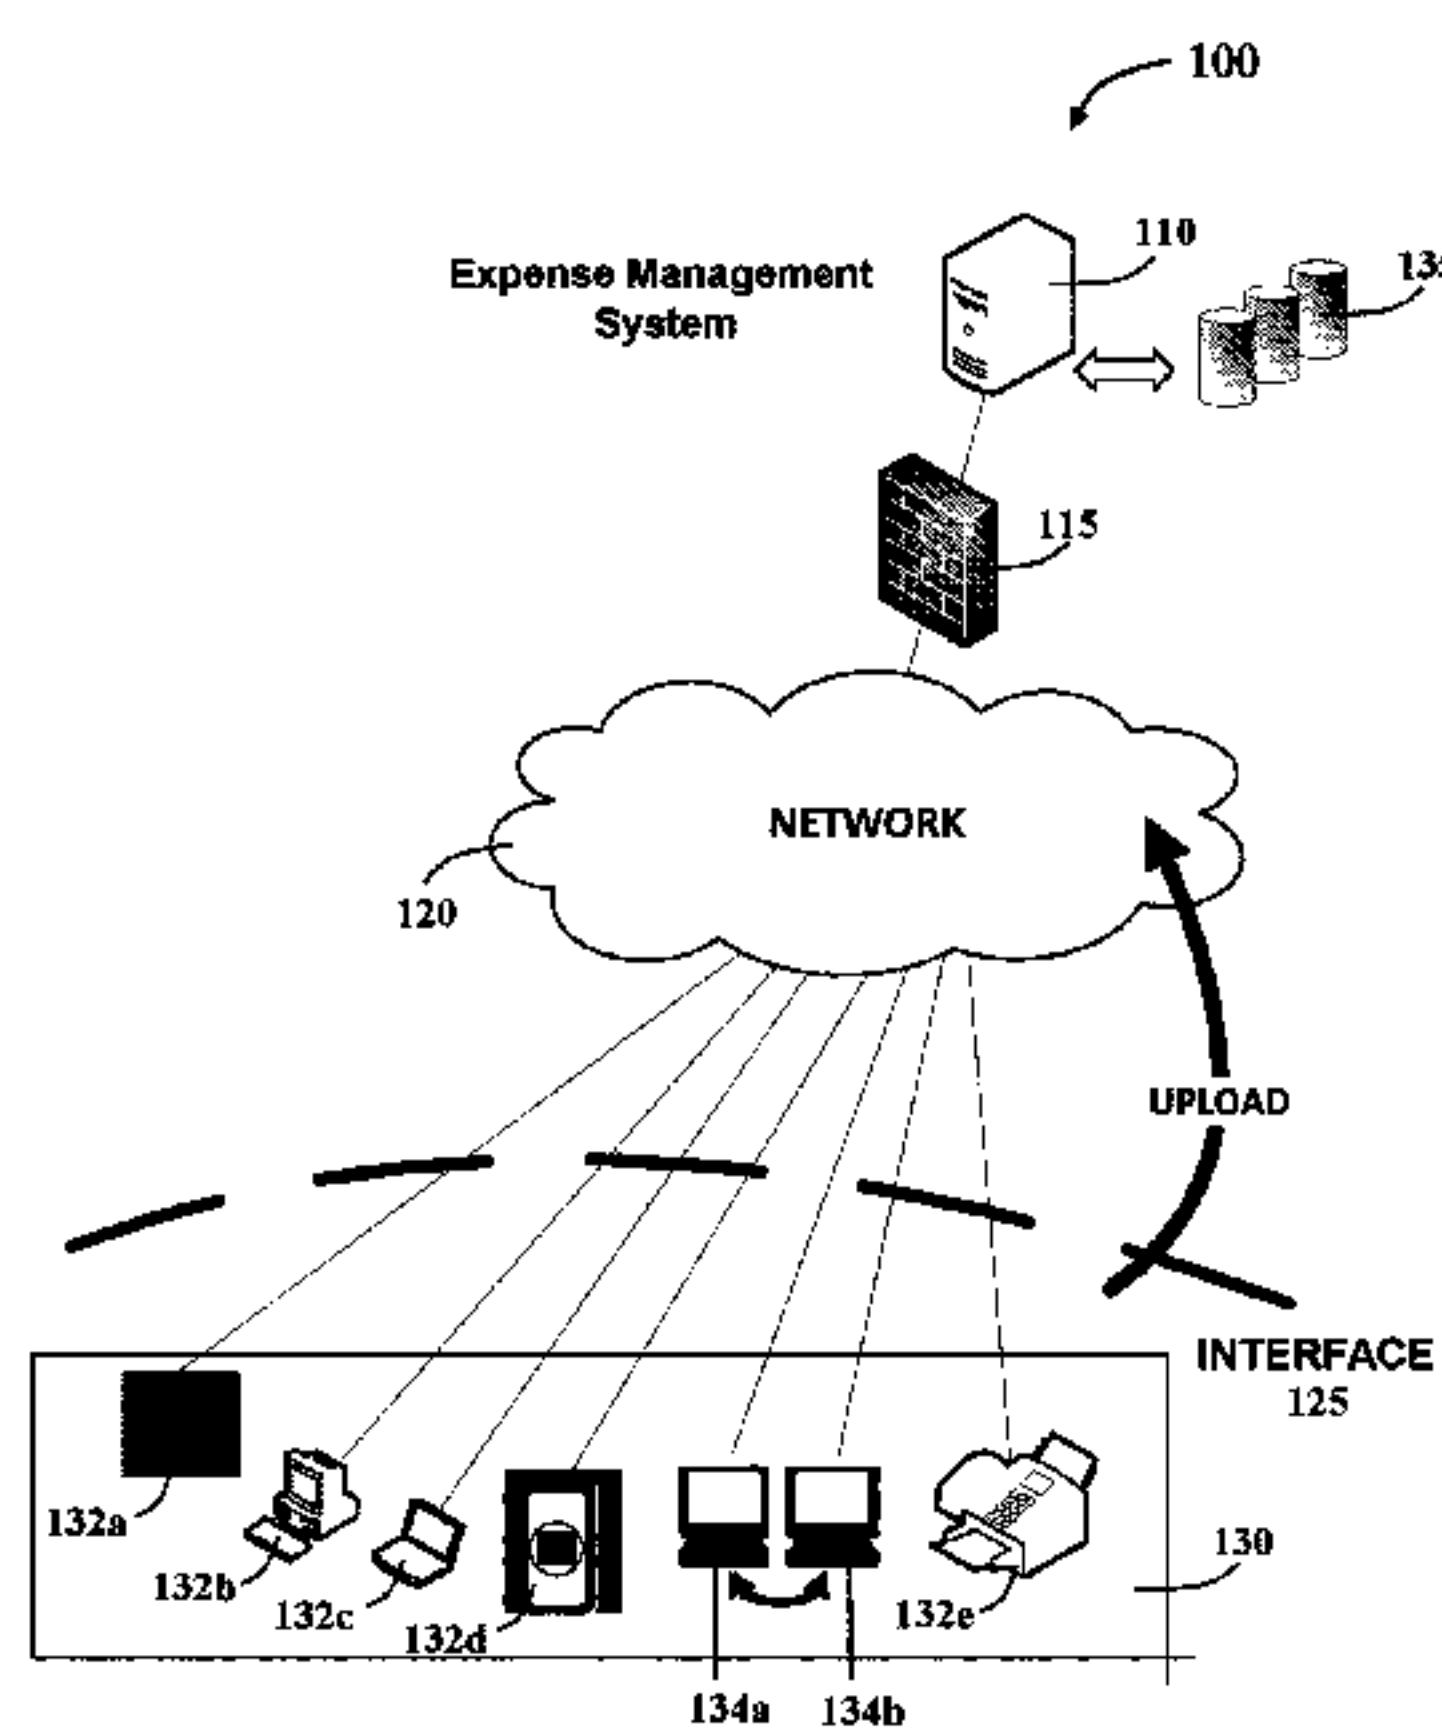 100
110
Expense Management
System
115
NETWORK
120
UPLOAD
INTERFACE
125
132a
132b
132c
132d
132e
130
134a
134b